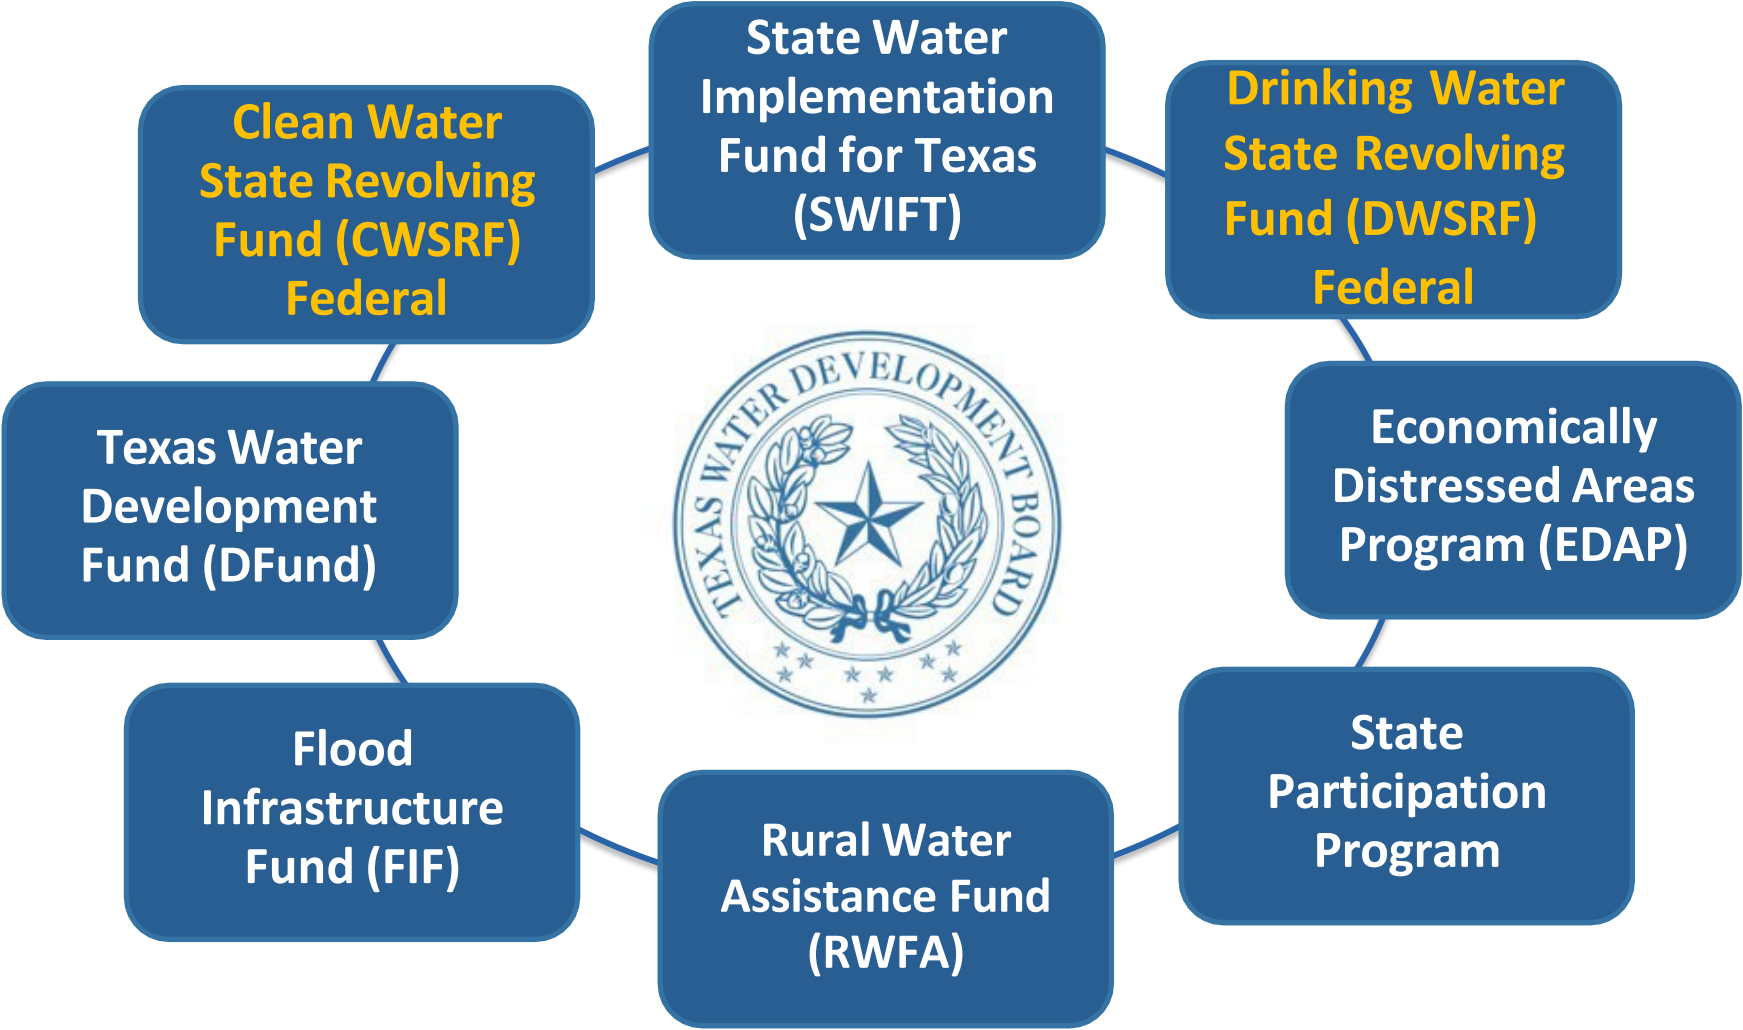 State Water
Implementation
Fund for Texas
(SWIFT)
Drinking Water
State Revolving
Fund (DWSRF)
Federal
Economically
Distressed Areas
Program (EDAP)
State
Participation
Program
Rural Water
Assistance Fund
(RWFA)
Flood
Infrastructure
Fund (FIF)
Texas Water
Development
Fund (DFund)
Clean Water
State Revolving
Fund (CWSRF)
Federal
TEXAS WATER DEVELOPMENT BOARD